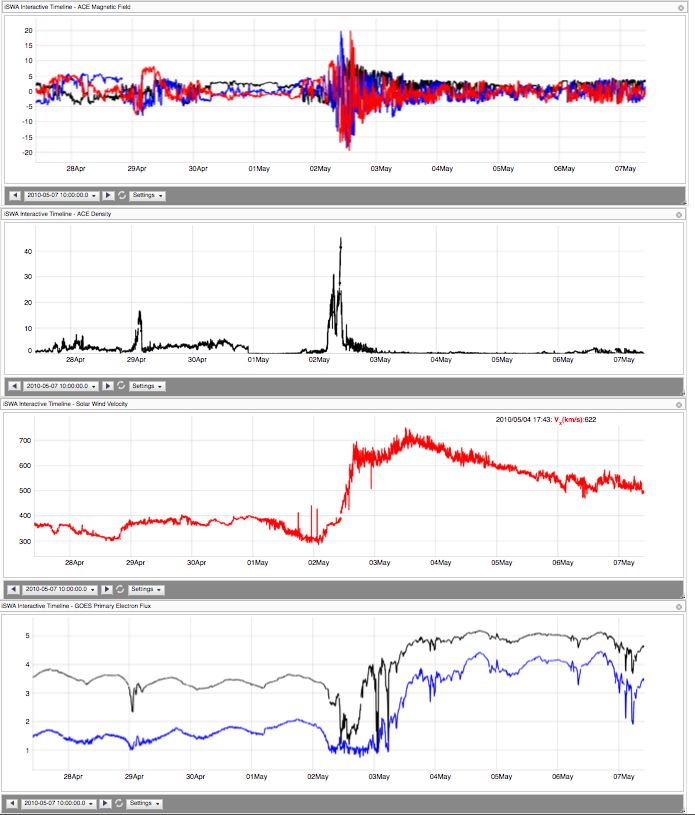 iSWA Interactive Timeline - ACE Magnetic Field
20
15
10
5
0
-5
-10
-15
-20
28Apr 29Apr 30Apr 01May 02May 03May 04May 05May 06May 07May
2010-05-07 10:00:00.0 Settings
iSWA Interactive Timeline - ACE Density
40
30
20
10
0
28Apr 29Apr 30Apr 01May 02May 03May 04May 05May 06May 07May
2010-05-07 10:00:00.0 Settings
iSWA Interactive Timeline - Solar Wind Velocity
2010/05/04 17:43: Vx(km/s):622
700
600
500
400
300
28Apr 29Apr 30Apr 01May 02May 03May 04May 05May 06May 07May
2010-05-07 10:00:00.0 Settings
iSWA Interactive Timeline - GOES Primary Electron Flux
5
4
3
2
1
28Apr 29Apr 30Apr 01May 02May 03May 04May 05May 06May 07May
2010-05-07 10:00:00.0 Settings